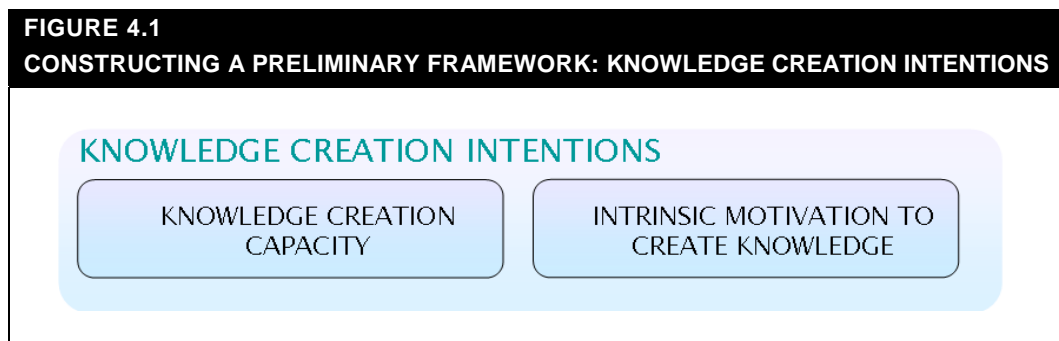 FIGURE 4.1
CONSTRUCTING A PRELIMINARY FRAMEWORK: KNOWLEDGE CREATION INTENTIONS
KNOWLEDGE CREATION INTENTIONS
KNOWLEDGE CREATION
CAPACITY
INTRINSIC MOTIVATION TO
CREATE KNOWLEDGE